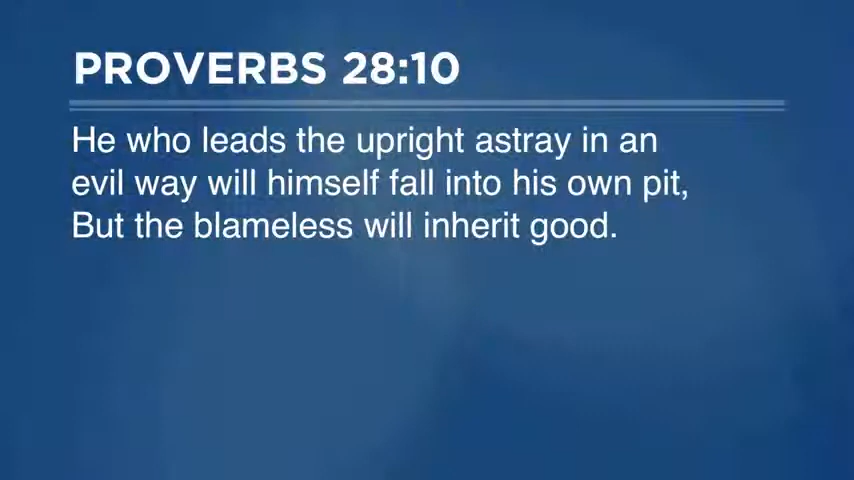 PROVERBS 28:10
He who leads the upright astray in an
evil way will himself fall into his own pit,
But the blameless will inherit good.